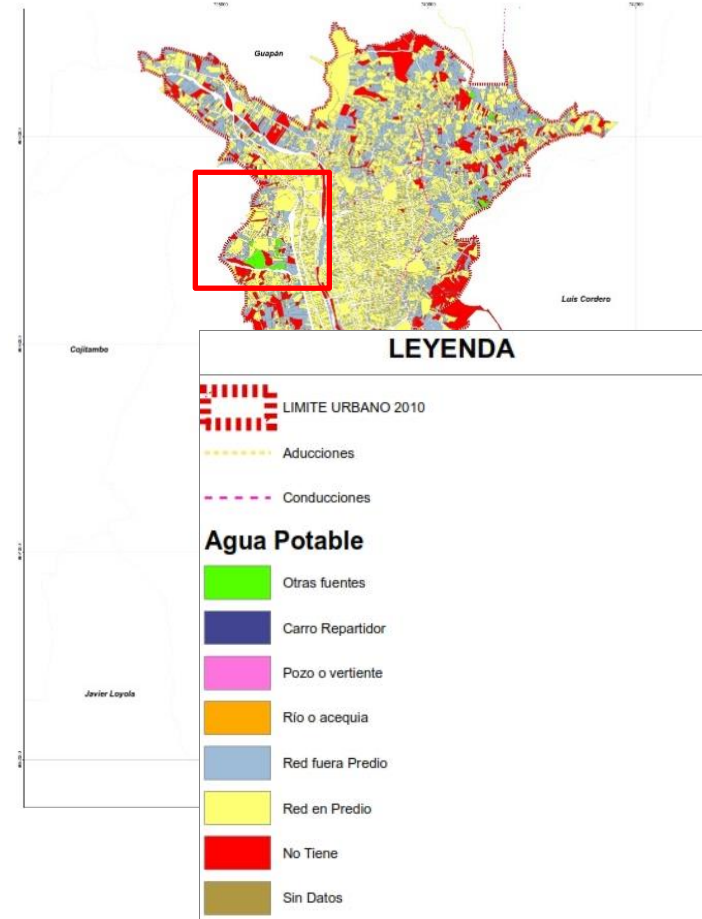 Guapán
Luis Cordero
Cojitambo
LEYENDA
LIMITE URBANO 2010
Aducciones
Conducciones
Agua Potable
Otras fuentes
Carro Repartidor
Pozo o vertiente
Río o acequia
Red fuera Predio
Javier Loyola
Red en Predio
No Tiene
Sin Datos